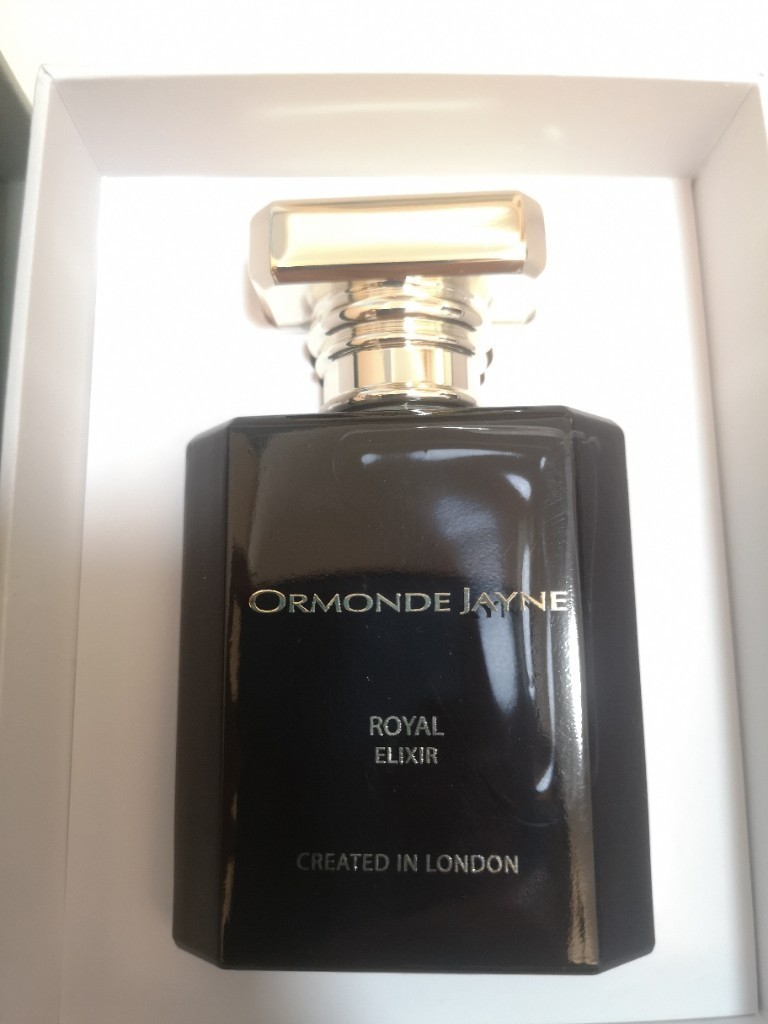 ORMONDE JAYNE
ROYAL
ELIXIR
CREATED IN LONDON